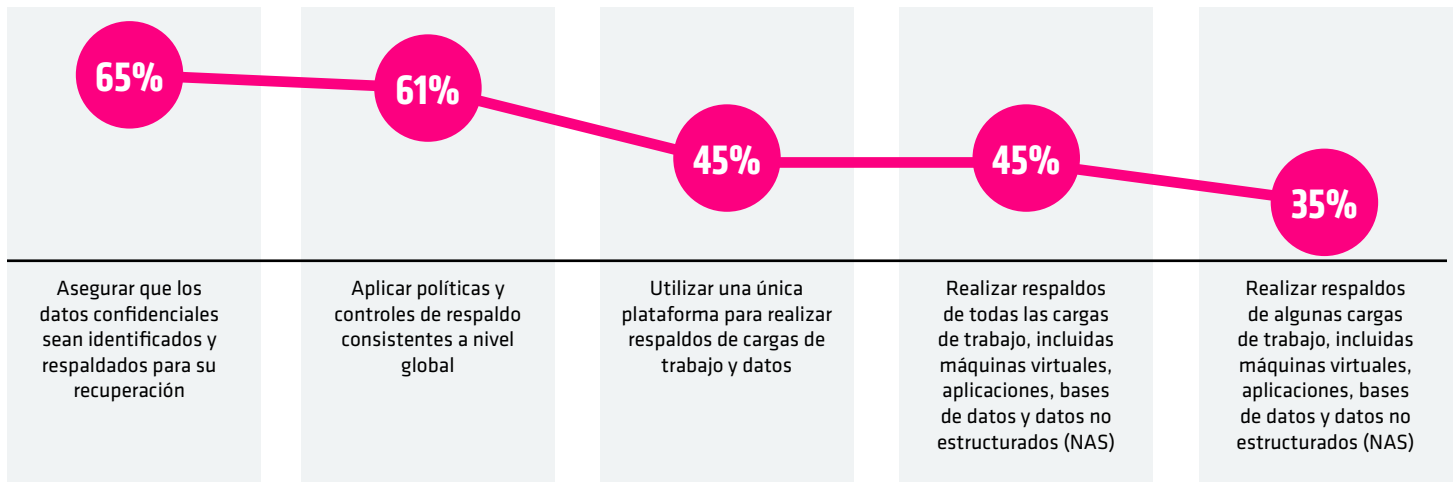 65%
61%
45%
45%
35%
Asegurar que los
datos confidenciales
sean identificados y
respaldados para su
recuperación
Aplicar políticas y
controles de respaldo
consistentes a nivel
global
Utilizar una única
plataforma para realizar
respaldos de cargas de
trabajo y datos
Realizar respaldos
de todas las cargas
de trabajo, incluidas
máquinas virtuales,
aplicaciones, bases
de datos y datos no
estructurados (NAS)
Realizar respaldos
de algunas cargas
de trabajo, incluidas
máquinas virtuales,
aplicaciones, bases
de datos y datos no
estructurados (NAS)